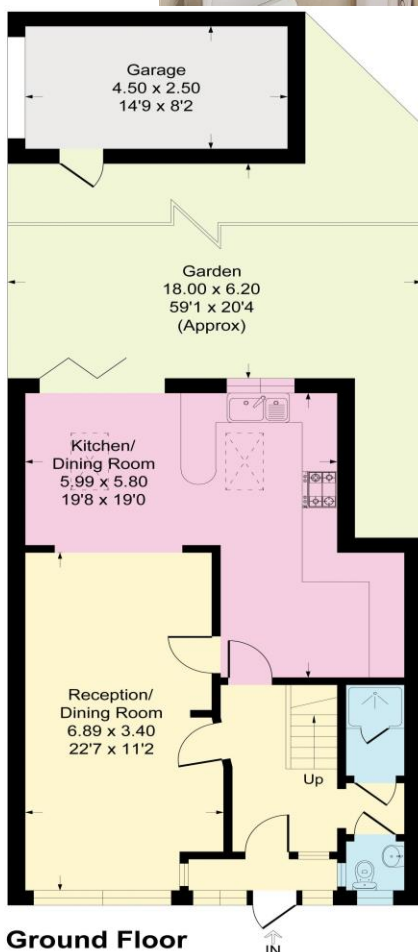 Garage
4.50 x 2.50
14'9 x 8'2
Garden
18.00 x 6.20
59'1 x 20'4
(Approx)
Kitchen/
Dining Room
5.99 x 5.80
19'8 x 19'0
Reception/
Dining Room
6.89 x 3.40
22'7 x 11'2
Up
Ground Floor
IN